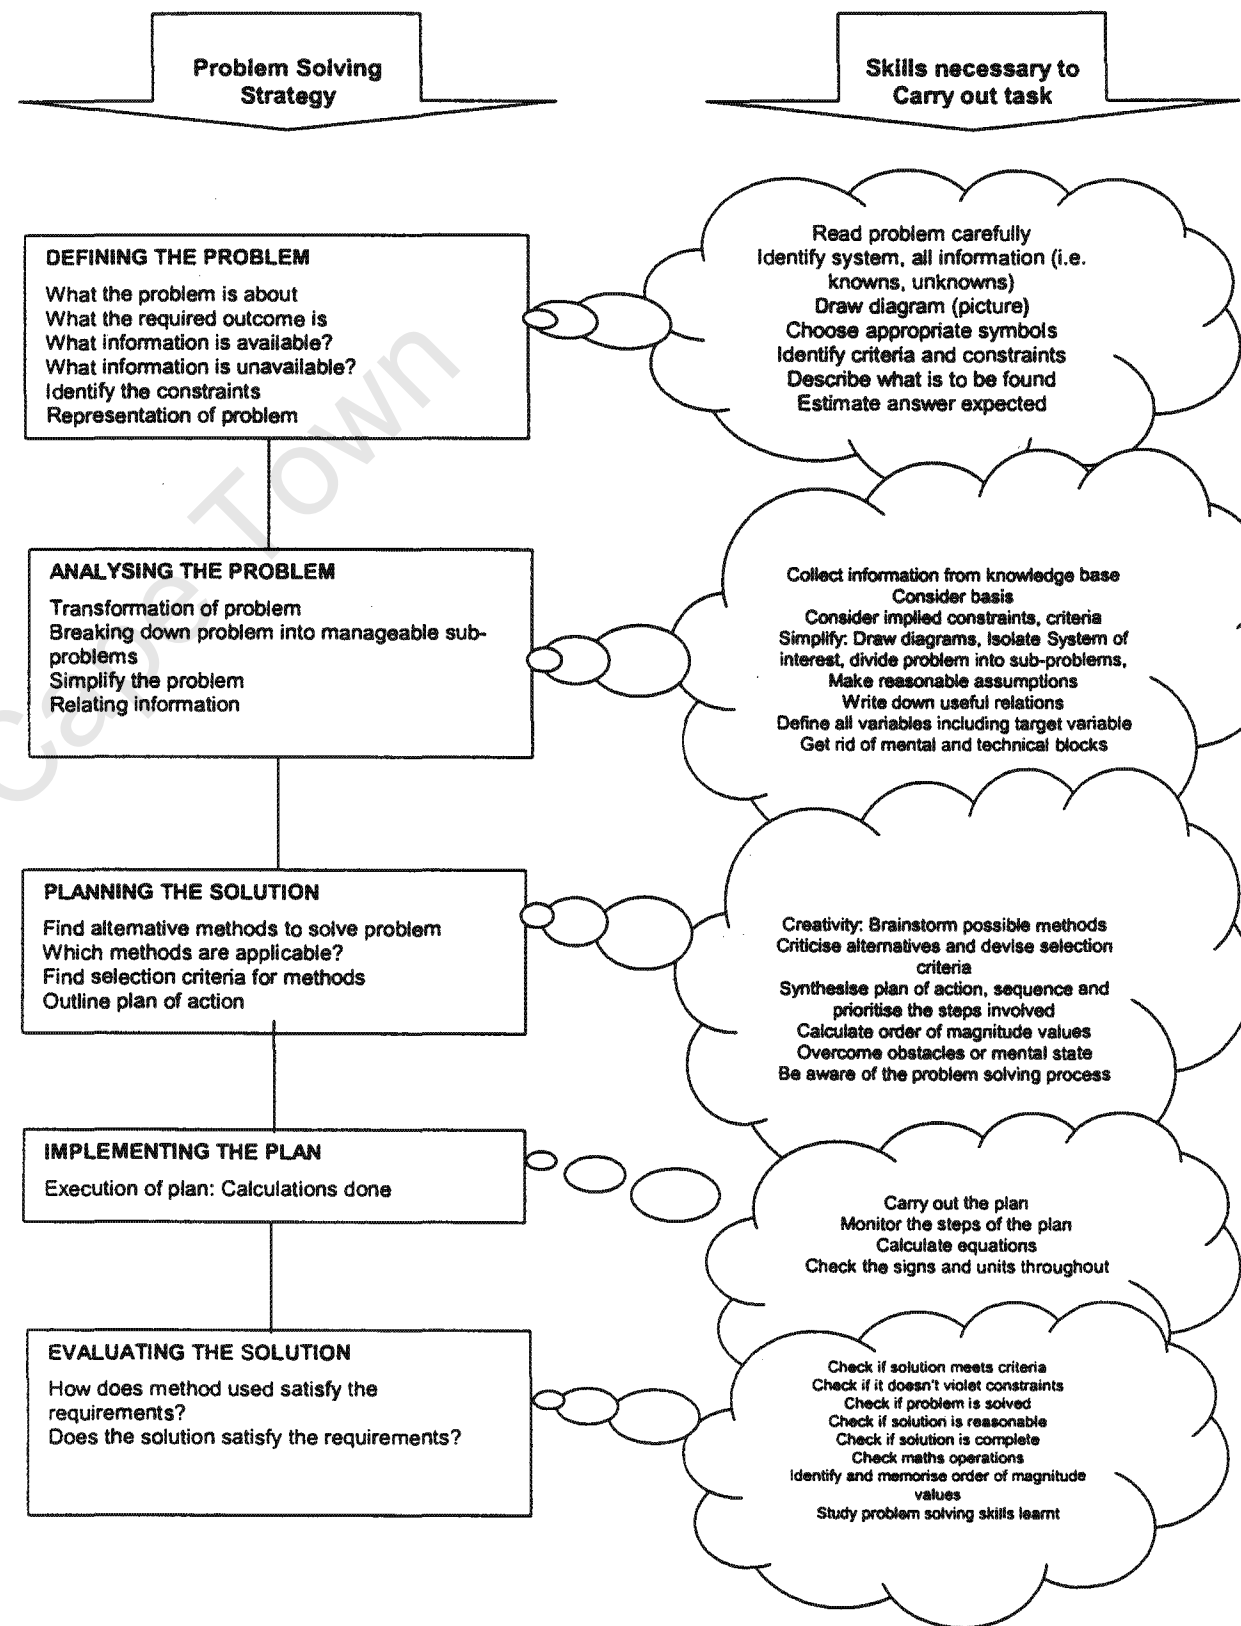 Problem Solving
Strategy
Skills necessary to
Carry out task
DEFINING THE PROBLEM
What the problem is about
What the required outcome is
What information is available?
What information is unavailable?
Identify the constraints
Representation of problem
Read problem carefully
Identify system, all information (i.e.
knowns, unknowns)
Draw diagram (picture)
Choose appropriate symbols
Identify criteria and constraints
Describe what is to be found
Estimate answer expected
ANALYSING THE PROBLEM
Transformation of problem
Breaking down problem into manageable sub-
problems
Simplify the problem
Relating information
Collect information from knowledge base
Consider basis
Consider implied constraints, criteria
Simplify: Draw diagrams, Isolate System of
interest, divide problem into sub-problems,
Make reasonable assumptions
Write down useful relations
Define all variables including target variable
Get rid of mental and technical blocks
PLANNING THE SOLUTION
Find alternative methods to solve problem
Which methods are applicable?
Find selection criteria for methods
Outline plan of action
Creativity: Brainstorm possible methods
Criticise alternatives and devise selection
criteria
Synthesise plan of action, sequence and
prioritise the steps involved
Calculate order of magnitude values
Overcome obstacles or mental state
Be aware of the problem solving process
IMPLEMENTING THE PLAN
Execution of plan: Calculations done
Carry out the plan
Monitor the steps of the plan
Calculate equations
Check the signs and units throughout
EVALUATING THE SOLUTION
How does method used satisfy the
requirements?
Does the solution satisfy the requirements?
Check if solution meets criteria
Check if it doesn't violet constraints
Check if problem is solved
Check if solution is reasonable
Check if solution is complete
Check maths operations
Identify and memorise order of magnitude
values
Study problem solving skills learnt
Cape Town